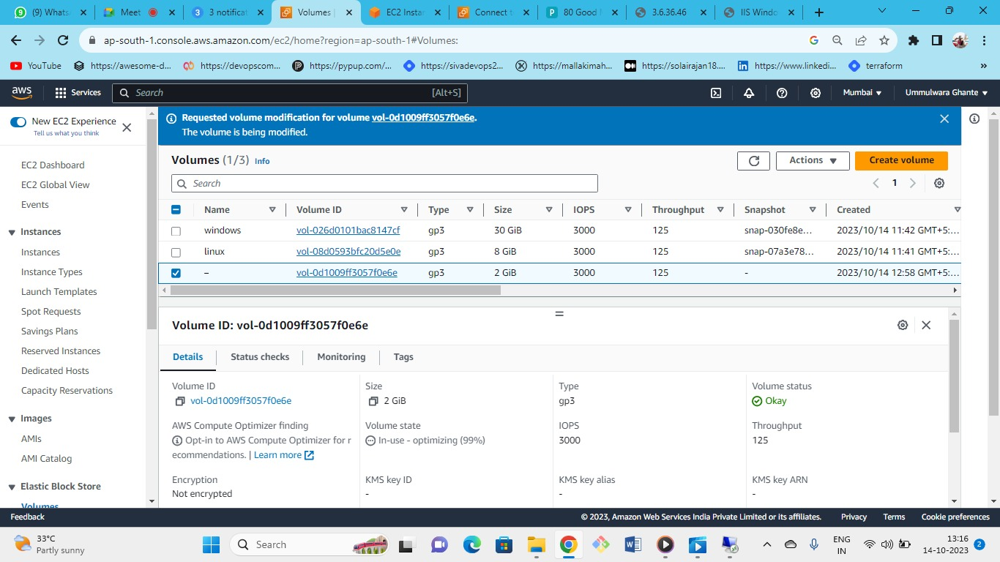 (9) Whats
Meet
3 notificat
Volumes |
EC2 Instan
Connect t
80 Good
3.6.36.46
IIS Windo
ap-south-1.console.aws.amazon.com/ec2/home?region=ap-south-1#Volumes:
YouTube
https://awesome-d...
https://devopscom...
https://pypup.com/...
https://sivadevops2...
https://mallakimah...
https://solairajan18....
https://www.linkedi...
terraform
aws
Services
Search
[Alt+S]
Mumbai
Ummulwara Ghante
New EC2 Experience
Tell us what you think
EC2 Dashboard
EC2 Global View
Events
Instances
Instances
Instance Types
Launch Templates
Spot Requests
Savings Plans
Reserved Instances
Dedicated Hosts
Capacity Reservations
Images
AMIs
AMI Catalog
Elastic Block Store
Volumes
Requested volume modification for volume vol-0d1009ff3057f0e6e.
The volume is being modified.
Volumes (1/3) Info
Actions
Create volume
Search
1
Name Volume ID Type Size IOPS Throughput Snapshot Created
windows vol-026d0101bac8147cf gp3 30 GiB 3000 125 snap-030fe8e... 2023/10/14 11:42 GMT+5:...
linux vol-08d0593bfc20d5e0e gp3 8 GiB 3000 125 snap-07a3e78... 2023/10/14 11:41 GMT+5:...
– vol-0d1009ff3057f0e6e gp3 2 GiB 3000 125 - 2023/10/14 12:58 GMT+5:...
Volume ID: vol-0d1009ff3057f0e6e
Details Status checks Monitoring Tags
Volume ID
vol-0d1009ff3057f0e6e
Size
2 GiB
Type
gp3
Volume status
Okay
AWS Compute Optimizer finding
Opt-in to AWS Compute Optimizer for r
ecommendations. | Learn more
Volume state
In-use - optimizing (99%)
IOPS
3000
Throughput
125
Encryption
Not encrypted
KMS key ID
-
KMS key alias
-
KMS key ARN
-
Feedback
© 2023, Amazon Web Services India Private Limited or its affiliates.
Privacy
Terms
Cookie preferences
33°C
Partly sunny
Search
ENG
IN
13:16
14-10-2023
2